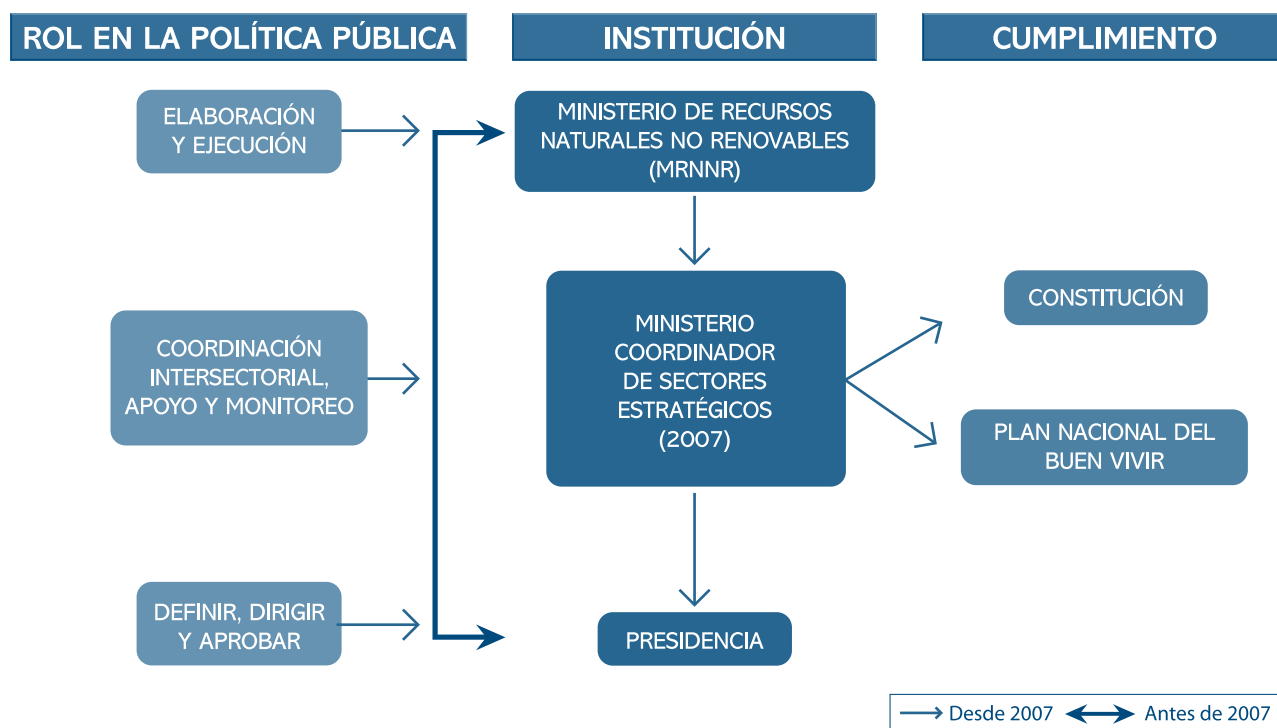 ROL EN LA POLÍTICA PÚBLICA
INSTITUCIÓN
CUMPLIMIENTO
ELABORACIÓN
Y EJECUCIÓN
MINISTERIO DE RECURSOS
NATURALES NO RENOVABLES
(MRNNR)
COORDINACIÓN
INTERSECTORIAL,
APOYO Y MONITOREO
MINISTERIO
COORDINADOR
DE SECTORES
ESTRATÉGICOS
(2007)
CONSTITUCIÓN
PLAN NACIONAL DEL
BUEN VIVIR
DEFINIR, DIRIGIR
Y APROBAR
PRESIDENCIA
Desde 2007
Antes de 2007